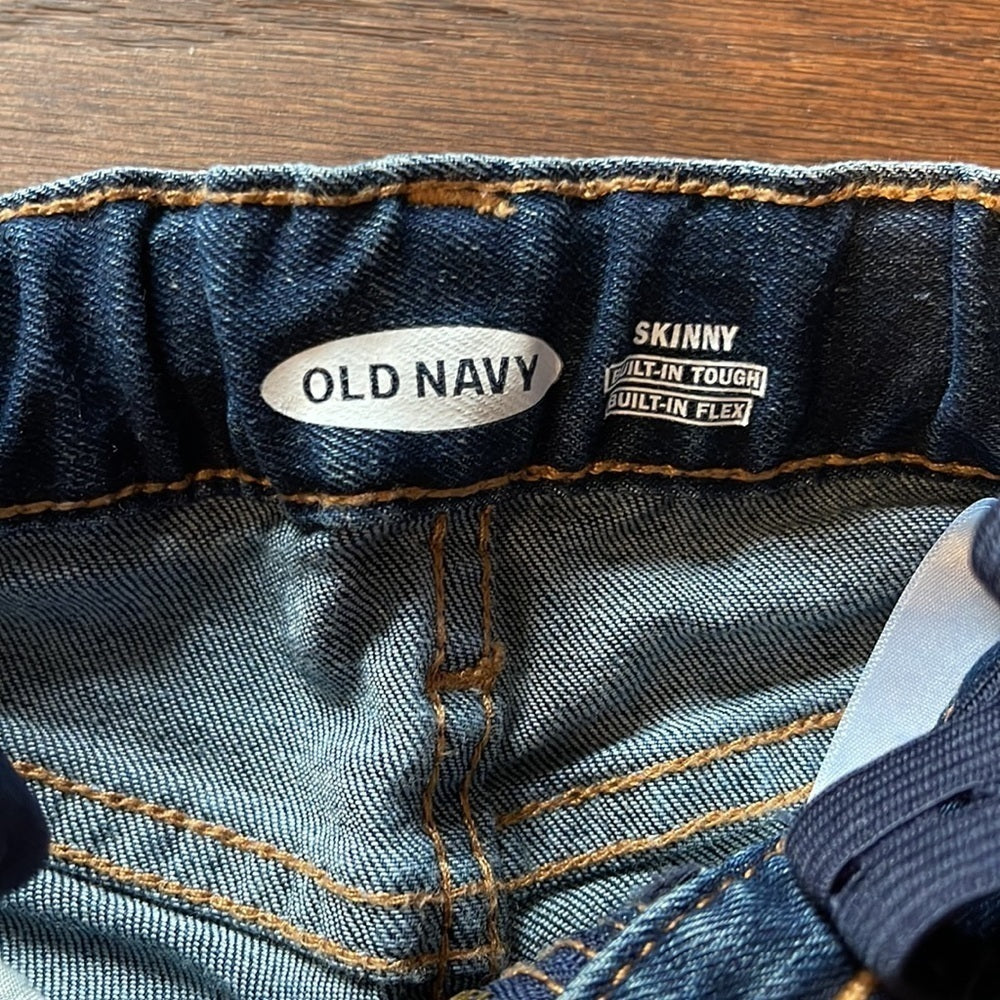 OLD NAVY
SKINNY
BUILT-IN TOUGH
BUILT-IN FLEX